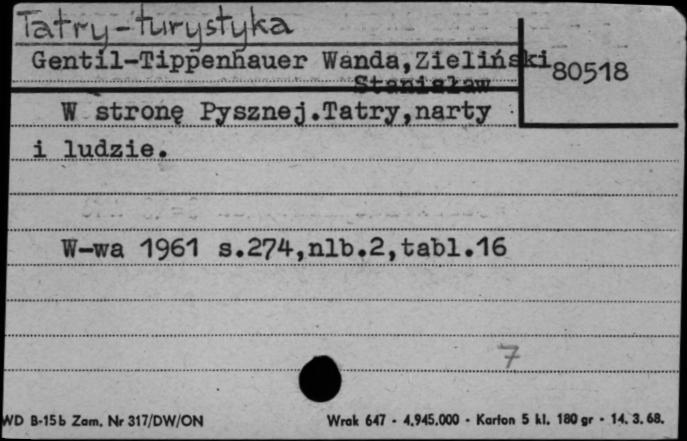 Tatry-turystyka
Gentil-Tippenhauer Wanda,Zieliński
80518
Stanisław
W stronę Pysznej.Tatry,narty
i ludzie.
W-wa 1961 s.274,nlb.2,tabl.16
7
WD B-15b Zam. Nr 317/DW/ON
Wrak 647 - 4.945.000 - Karton 5 kl. 180 gr - 14. 3. 68.